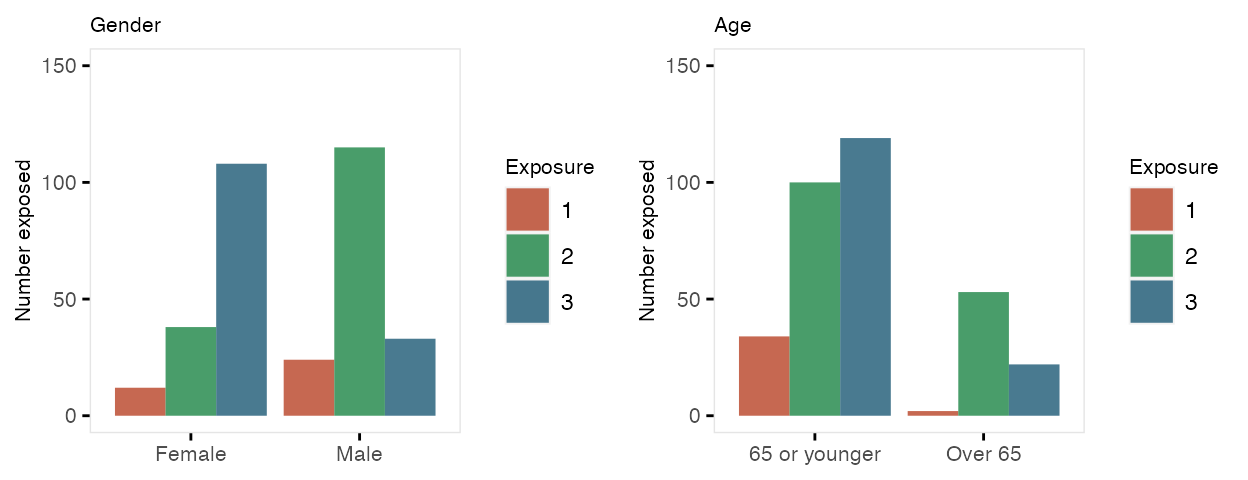 Gender
150
100
50
0
Number exposed
Female Male
Exposure
1
2
3
Age
150
100
50
0
Number exposed
65 or younger Over 65
Exposure
1
2
3